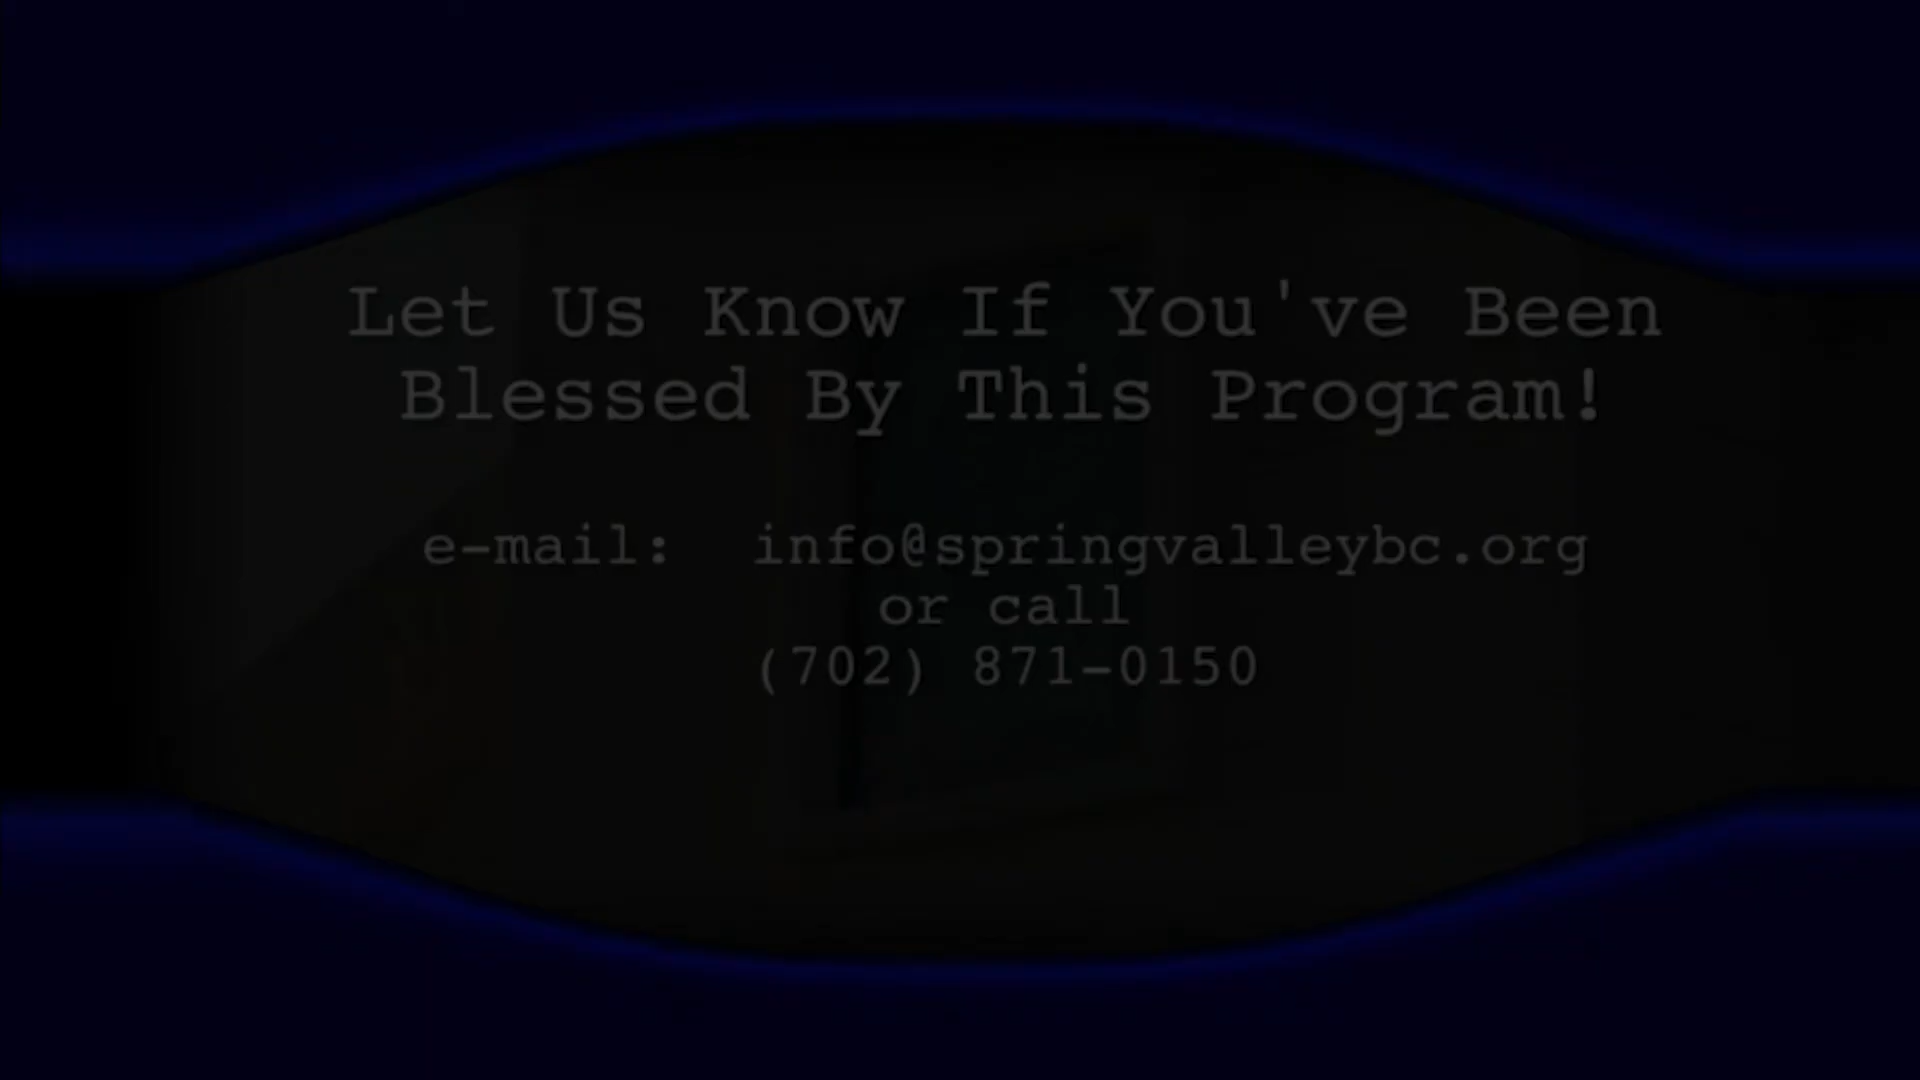 Let Us Know If You've Been
Blessed By This Program!
e-mail: info@springvalleybc.org
or call
(702) 871-0150